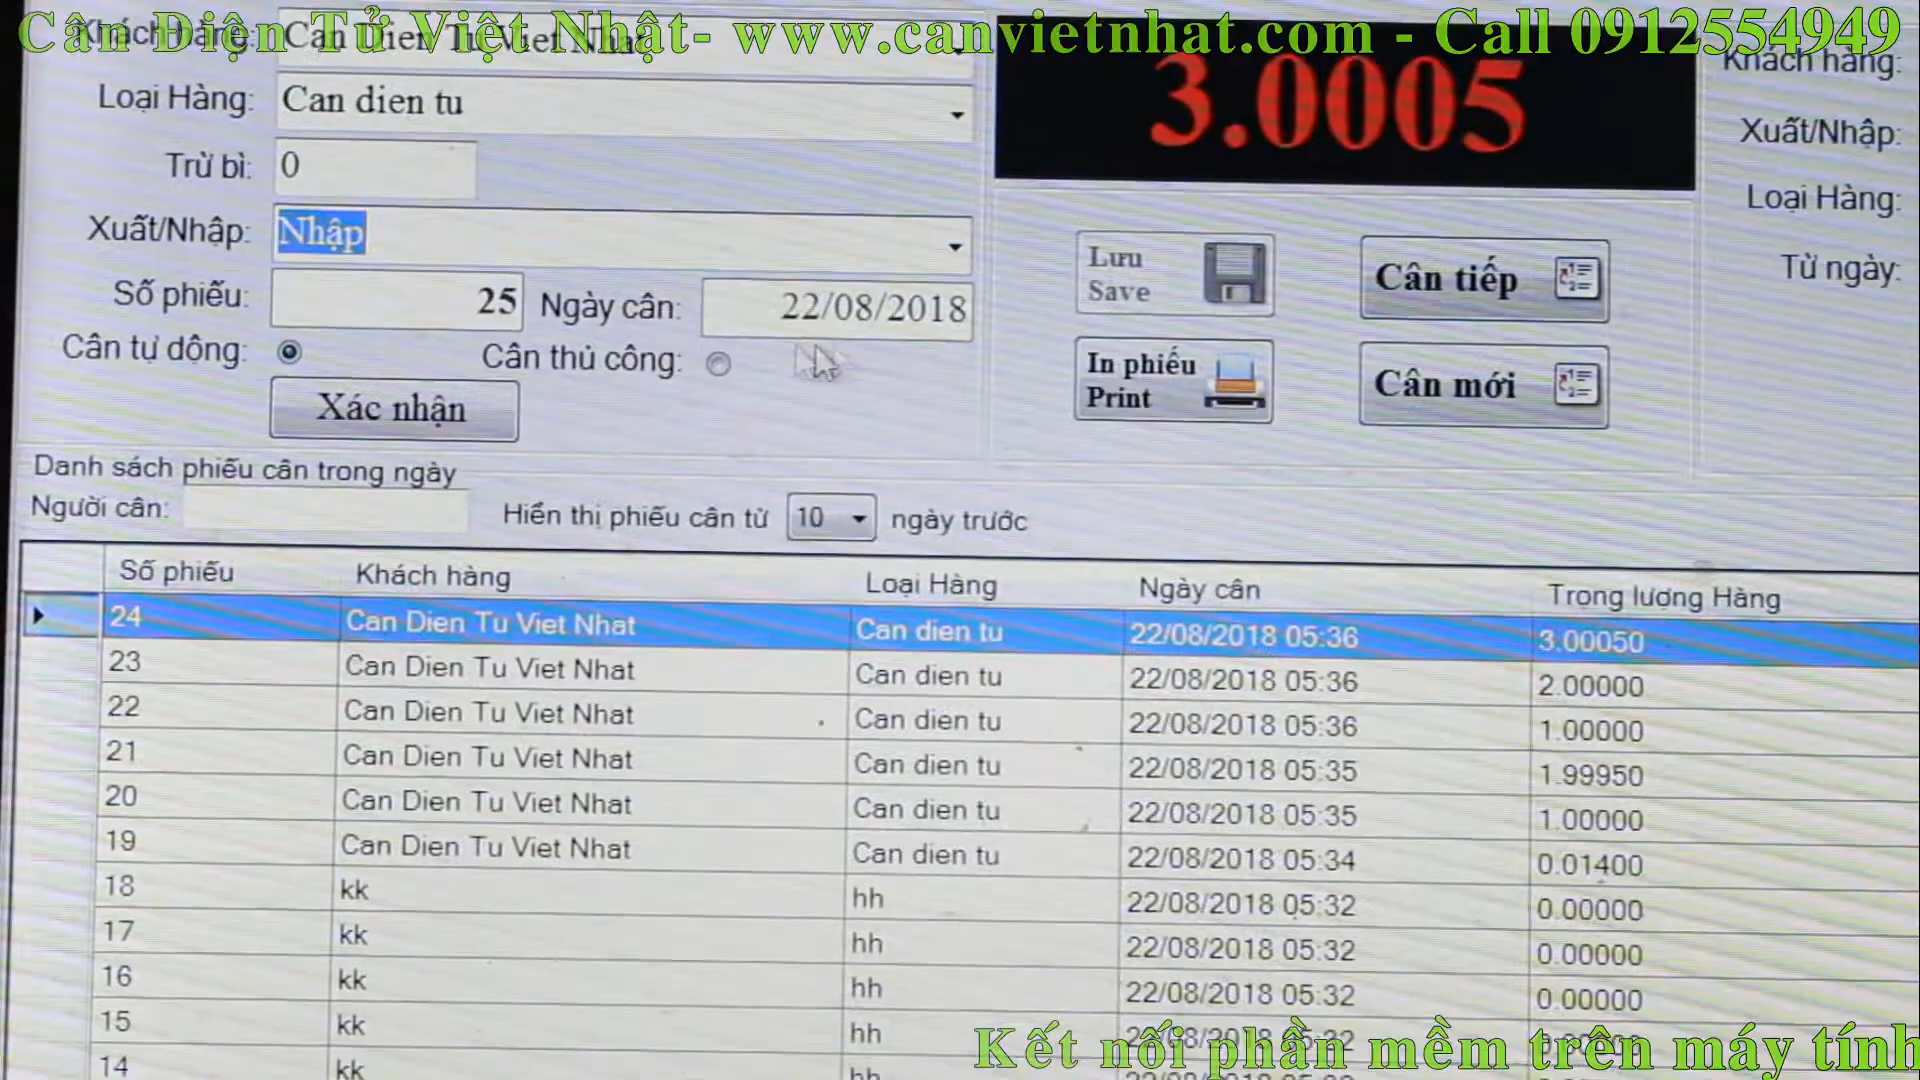 Cân Điện Tử Việt Nhật- www.canvietnhat.com - Call 0912554949
Khách hàng: Can Dien Tu Viet Nhat
Loại Hàng: Can dien tu
Trừ bì: 0
Xuất/Nhập: Nhập
Số phiếu: 25 Ngày cân: 22/08/2018
Cân tự động: Cân thủ công:
Xác nhận
3.0005
Lưu
Save
Cân tiếp
In phiếu
Print
Cân mới
Khách hàng:
Xuất/Nhập:
Loại Hàng:
Từ ngày:
Danh sách phiếu cân trong ngày
Người cân: Hiển thị phiếu cân từ 10 ngày trước
Số phiếu Khách hàng Loại Hàng Ngày cân Trọng lượng Hàng
24 Can Dien Tu Viet Nhat Can dien tu 22/08/2018 05:36 3.00050
23 Can Dien Tu Viet Nhat Can dien tu 22/08/2018 05:36 2.00000
22 Can Dien Tu Viet Nhat Can dien tu 22/08/2018 05:36 1.00000
21 Can Dien Tu Viet Nhat Can dien tu 22/08/2018 05:35 1.99950
20 Can Dien Tu Viet Nhat Can dien tu 22/08/2018 05:35 1.00000
19 Can Dien Tu Viet Nhat Can dien tu 22/08/2018 05:34 0.01400
18 kk hh 22/08/2018 05:32 0.00000
17 kk hh 22/08/2018 05:32 0.00000
16 kk hh 22/08/2018 05:32 0.00000
15 kk hh
14 kk hh
Kết nối phần mềm trên máy tính